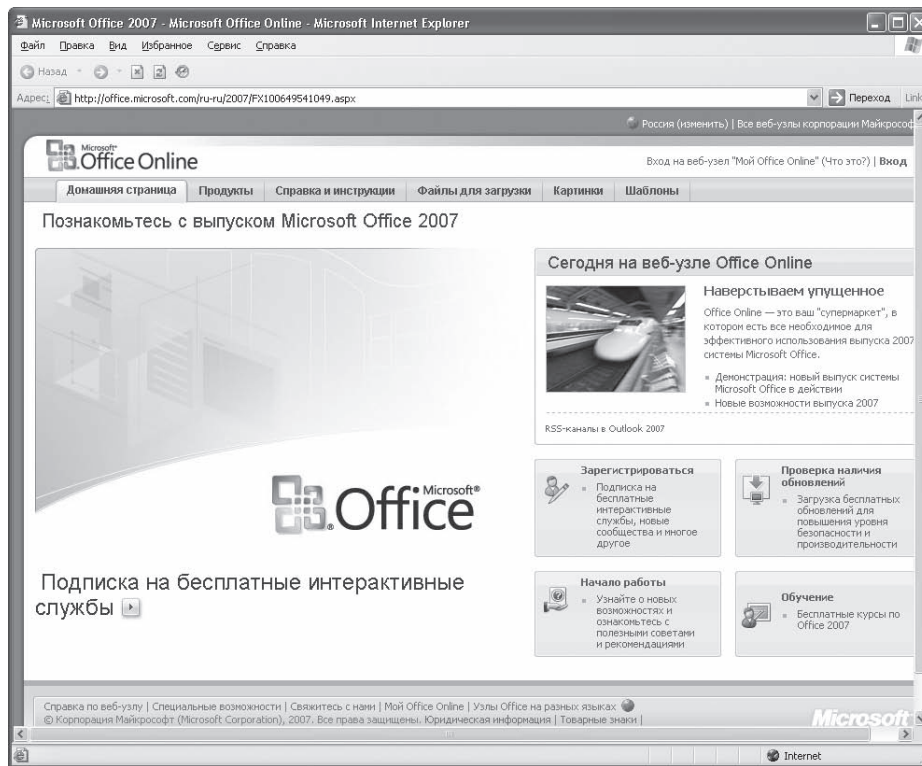 Microsoft Office 2007 - Microsoft Office Online - Microsoft Internet Explorer
Файл Правка Вид Избранное Сервис Справка
Назад
Адрес: http://office.microsoft.com/ru-ru/2007/FX100649541049.aspx Переход Link
Россия (изменить) | Все веб-узлы корпорации Майкрософ
Microsoft®
Office Online
Вход на веб-узел "Мой Office Online" (Что это?) | Вход
Домашняя страница Продукты Справка и инструкции Файлы для загрузки Картинки Шаблоны
Познакомьтесь с выпуском Microsoft Office 2007
Сегодня на веб-узле Office Online
Наверстываем упущенное
Office Online — это ваш "супермаркет", в
котором есть все необходимое для
эффективного использования выпуска 2007
системы Microsoft Office.
Демонстрация: новый выпуск системы
Microsoft Office в действии
Новые возможности выпуска 2007
RSS-каналы в Outlook 2007
Microsoft®
Office
Подписка на бесплатные интерактивные
службы
Зарегистрироваться
Подписка на
бесплатные
интерактивные
службы, новые
сообщества и многое
другое
Проверка наличия
обновлений
Загрузка бесплатных
обновлений для
повышения уровня
безопасности и
производительности
Начало работы
Узнайте о новых
возможностях и
ознакомьтесь с
полезными советами
и рекомендациями
Обучение
Бесплатные курсы по
Office 2007
Справка по веб-узлу | Специальные возможности | Свяжитесь с нами | Мой Office Online | Узлы Office на разных языках
© Корпорация Майкрософт (Microsoft Corporation), 2007. Все права защищены. Юридическая информация | Товарные знаки |
Microsoft
Internet